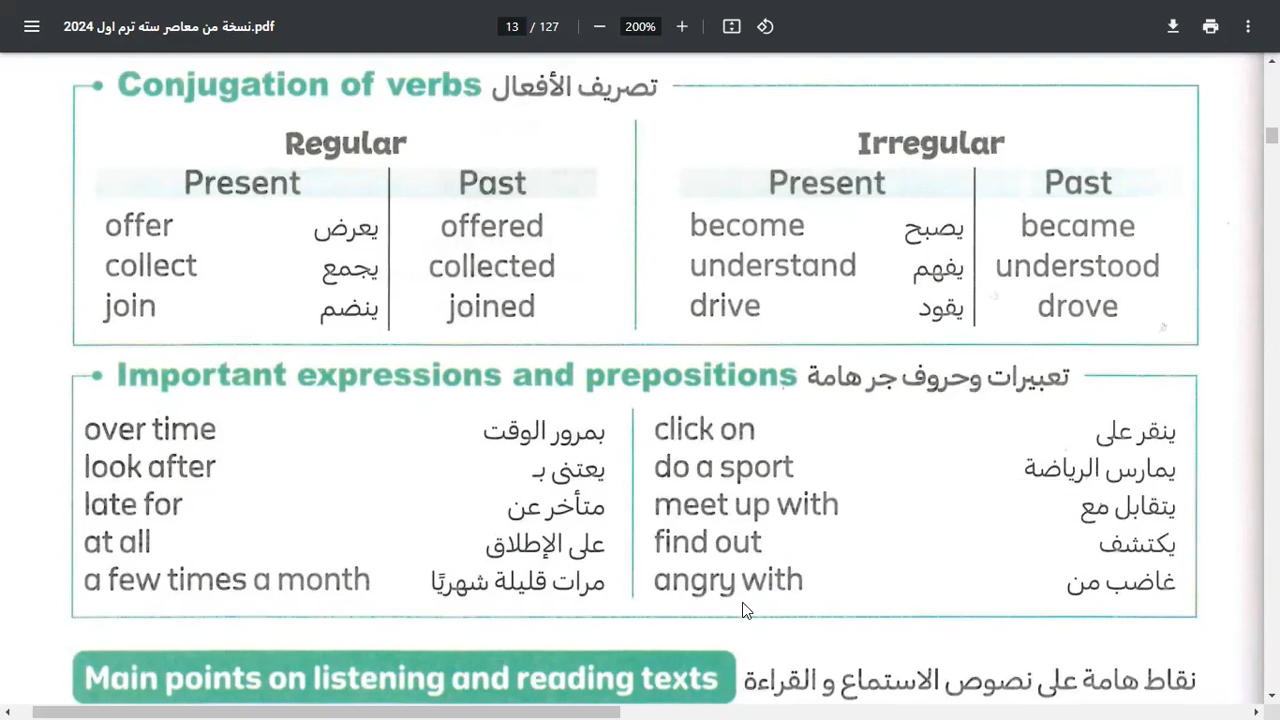 نسخة من معاصر سته ترم اول 2024.pdf
13 / 127
200%
Conjugation of verbs تصريف الأفعال
Regular
Irregular
Present Past
Present Past
offer يعرض offered
become يصبح became
collect يجمع collected
understand يفهم understood
join ينضم joined
drive يقود drove
Important expressions and prepositions تعبيرات وحروف جر هامة
over time بمرور الوقت
click on ينقر على
look after يعتنى بـ
do a sport يمارس الرياضة
late for متأخر عن
meet up with يتقابل مع
at all على الإطلاق
find out يكتشف
a few times a month مرات قليلة شهريًا
angry with غاضب من
Main points on listening and reading texts نقاط هامة على نصوص الاستماع و القراءة